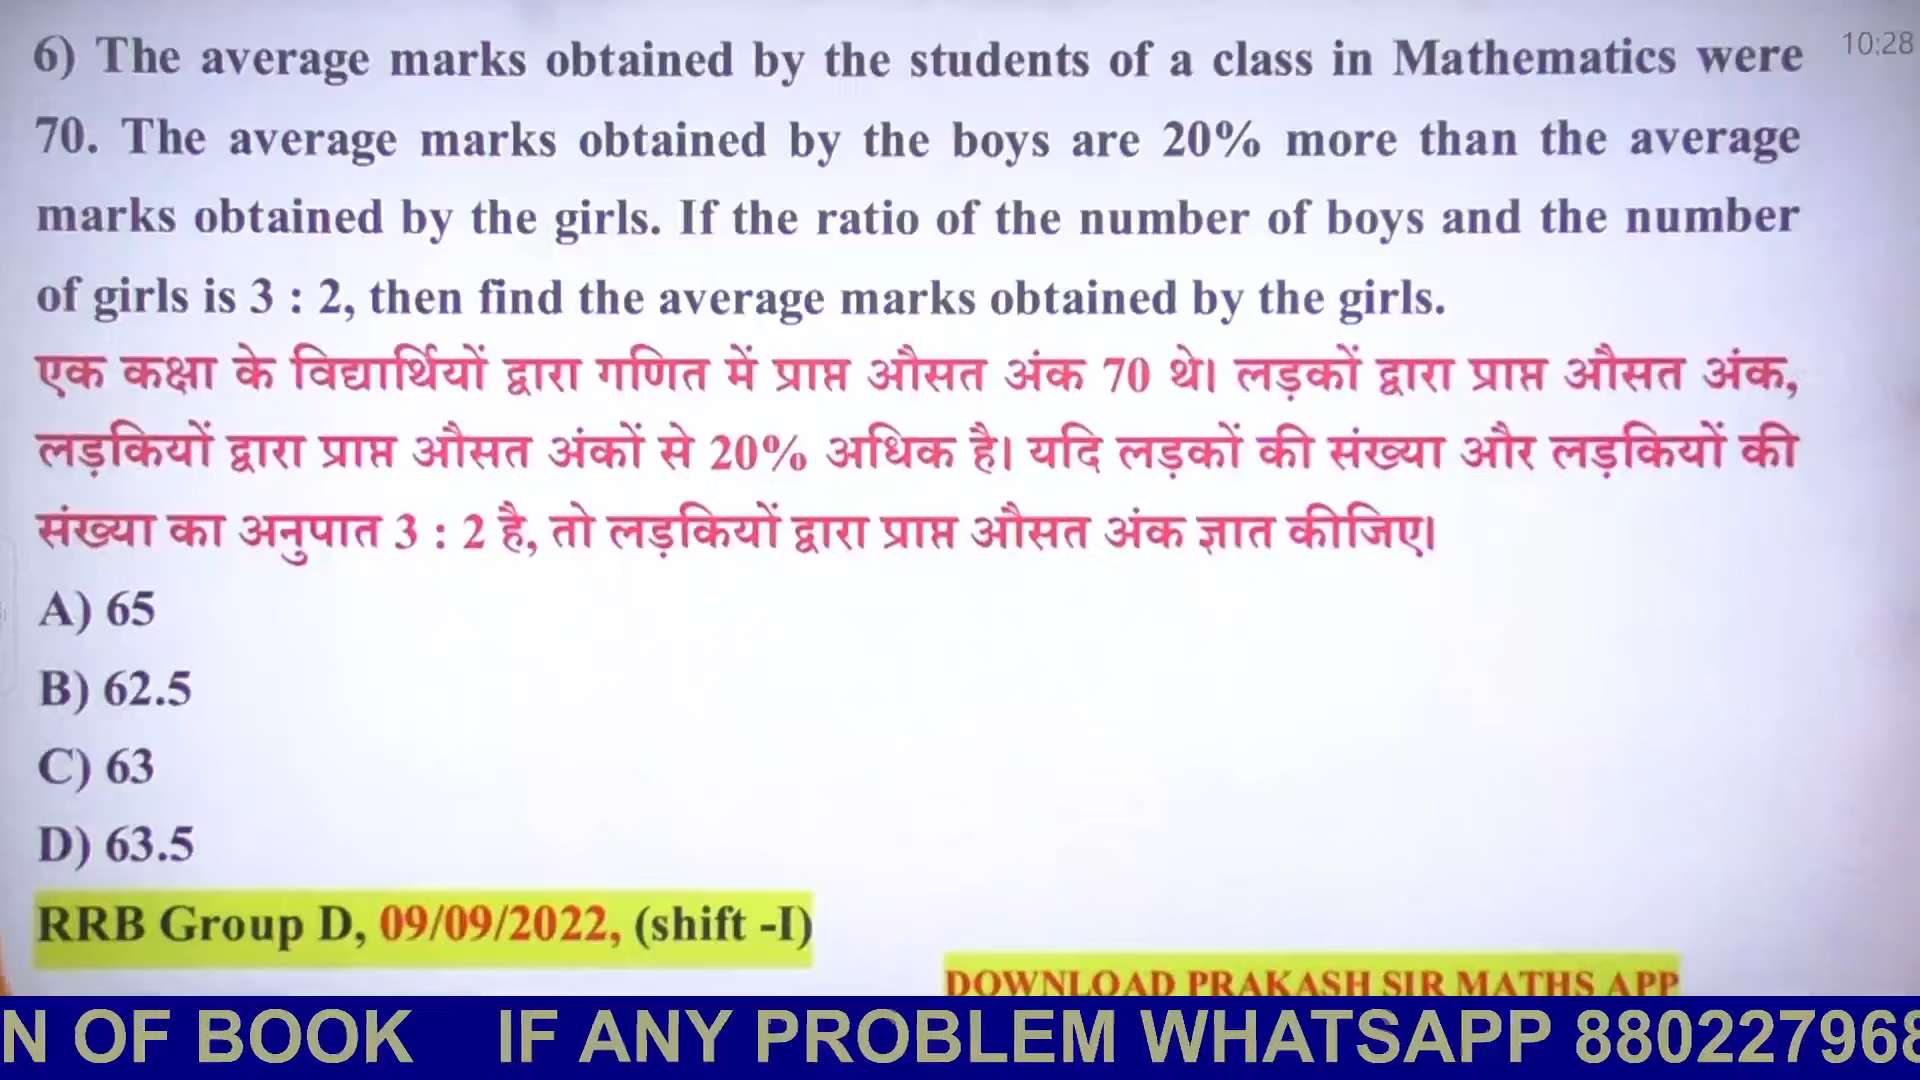 6) The average marks obtained by the students of a class in Mathematics were
10:28
70. The average marks obtained by the boys are 20% more than the average
marks obtained by the girls. If the ratio of the number of boys and the number
of girls is 3 : 2, then find the average marks obtained by the girls.
एक कक्षा के विद्यार्थियों द्वारा गणित में प्राप्त औसत अंक 70 थे। लड़कों द्वारा प्राप्त औसत अंक,
लड़कियों द्वारा प्राप्त औसत अंकों से 20% अधिक है। यदि लड़कों की संख्या और लड़कियों की
संख्या का अनुपात 3 : 2 है, तो लड़कियों द्वारा प्राप्त औसत अंक ज्ञात कीजिए।
A) 65
B) 62.5
C) 63
D) 63.5
RRB Group D, 09/09/2022, (shift -I)
DOWNLOAD PRAKASH SIR MATHS APP
N OF BOOK IF ANY PROBLEM WHATSAPP 880227968